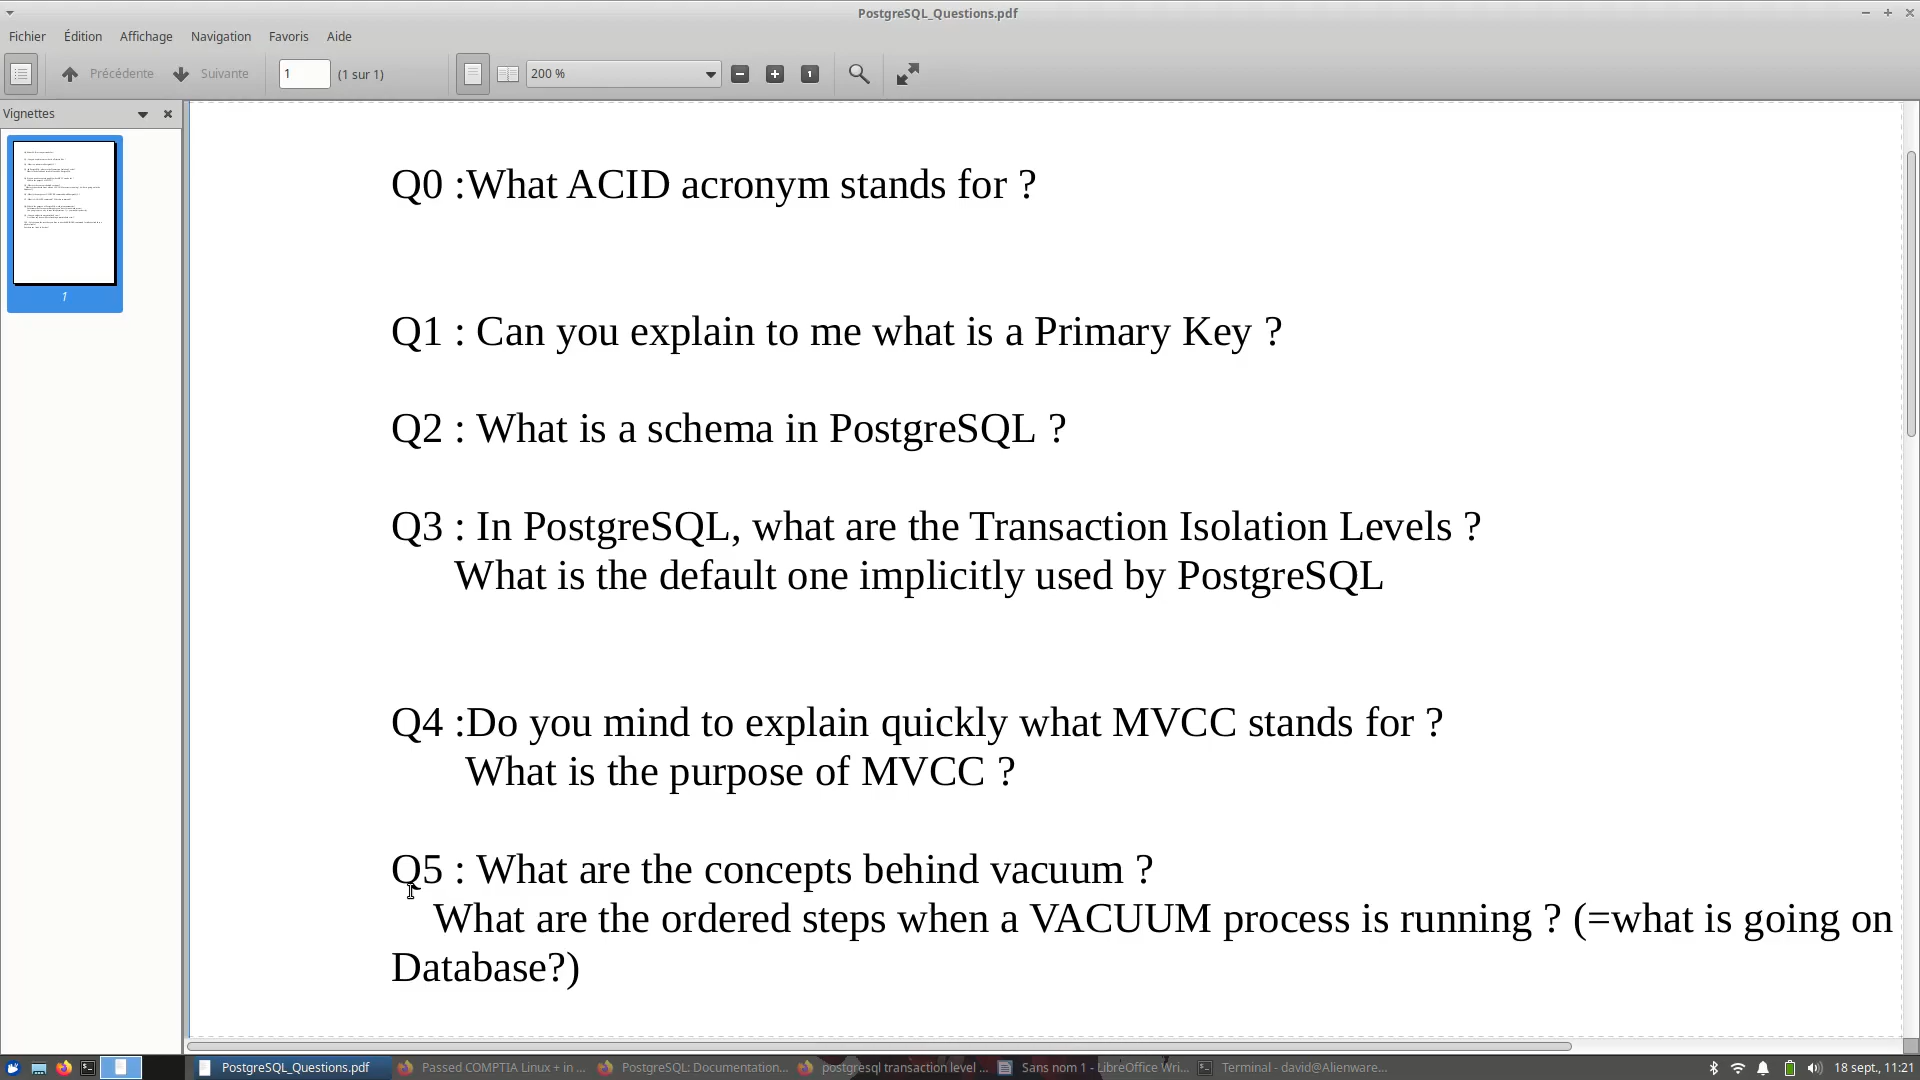 PostgreSQL_Questions.pdf
Fichier Édition Affichage Navigation Favoris Aide
Précédente Suivante 1 (1 sur 1) 200 %
Vignettes
1
Q0 :What ACID acronym stands for ?
Q1 : Can you explain to me what is a Primary Key ?
Q2 : What is a schema in PostgreSQL ?
Q3 : In PostgreSQL, what are the Transaction Isolation Levels ?
What is the default one implicitly used by PostgreSQL
Q4 :Do you mind to explain quickly what MVCC stands for ?
What is the purpose of MVCC ?
Q5 : What are the concepts behind vacuum ?
What are the ordered steps when a VACUUM process is running ? (=what is going on
Database?)
PostgreSQL_Questions.pdf Passed COMPTIA Linux + in ... PostgreSQL: Documentation... postgresql transaction level ... Sans nom 1 - LibreOffice Wri... Terminal - david@Alienware... 18 sept., 11:21